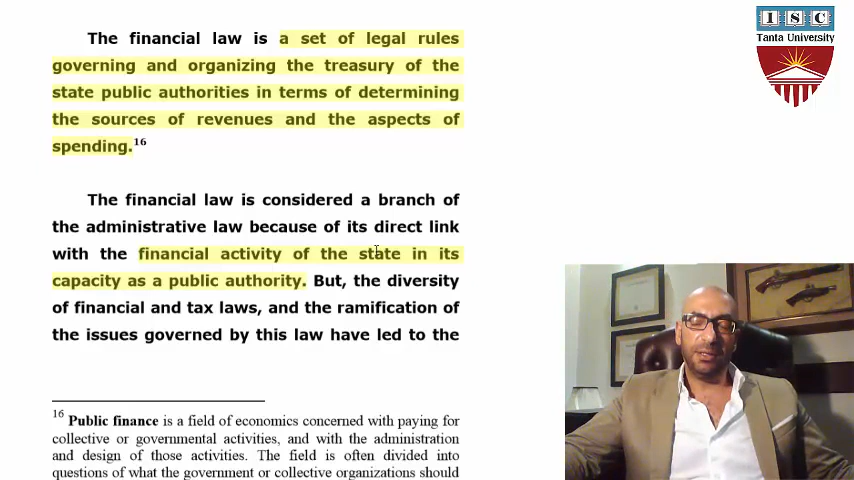 The financial law is a set of legal rules
governing and organizing the treasury of the
state public authorities in terms of determining
the sources of revenues and the aspects of
spending.16
The financial law is considered a branch of
the administrative law because of its direct link
with the financial activity of the state in its
capacity as a public authority. But, the diversity
of financial and tax laws, and the ramification of
the issues governed by this law have led to the
16 Public finance is a field of economics concerned with paying for
collective or governmental activities, and with the administration
and design of those activities. The field is often divided into
questions of what the government or collective organizations should
I S C
Tanta University